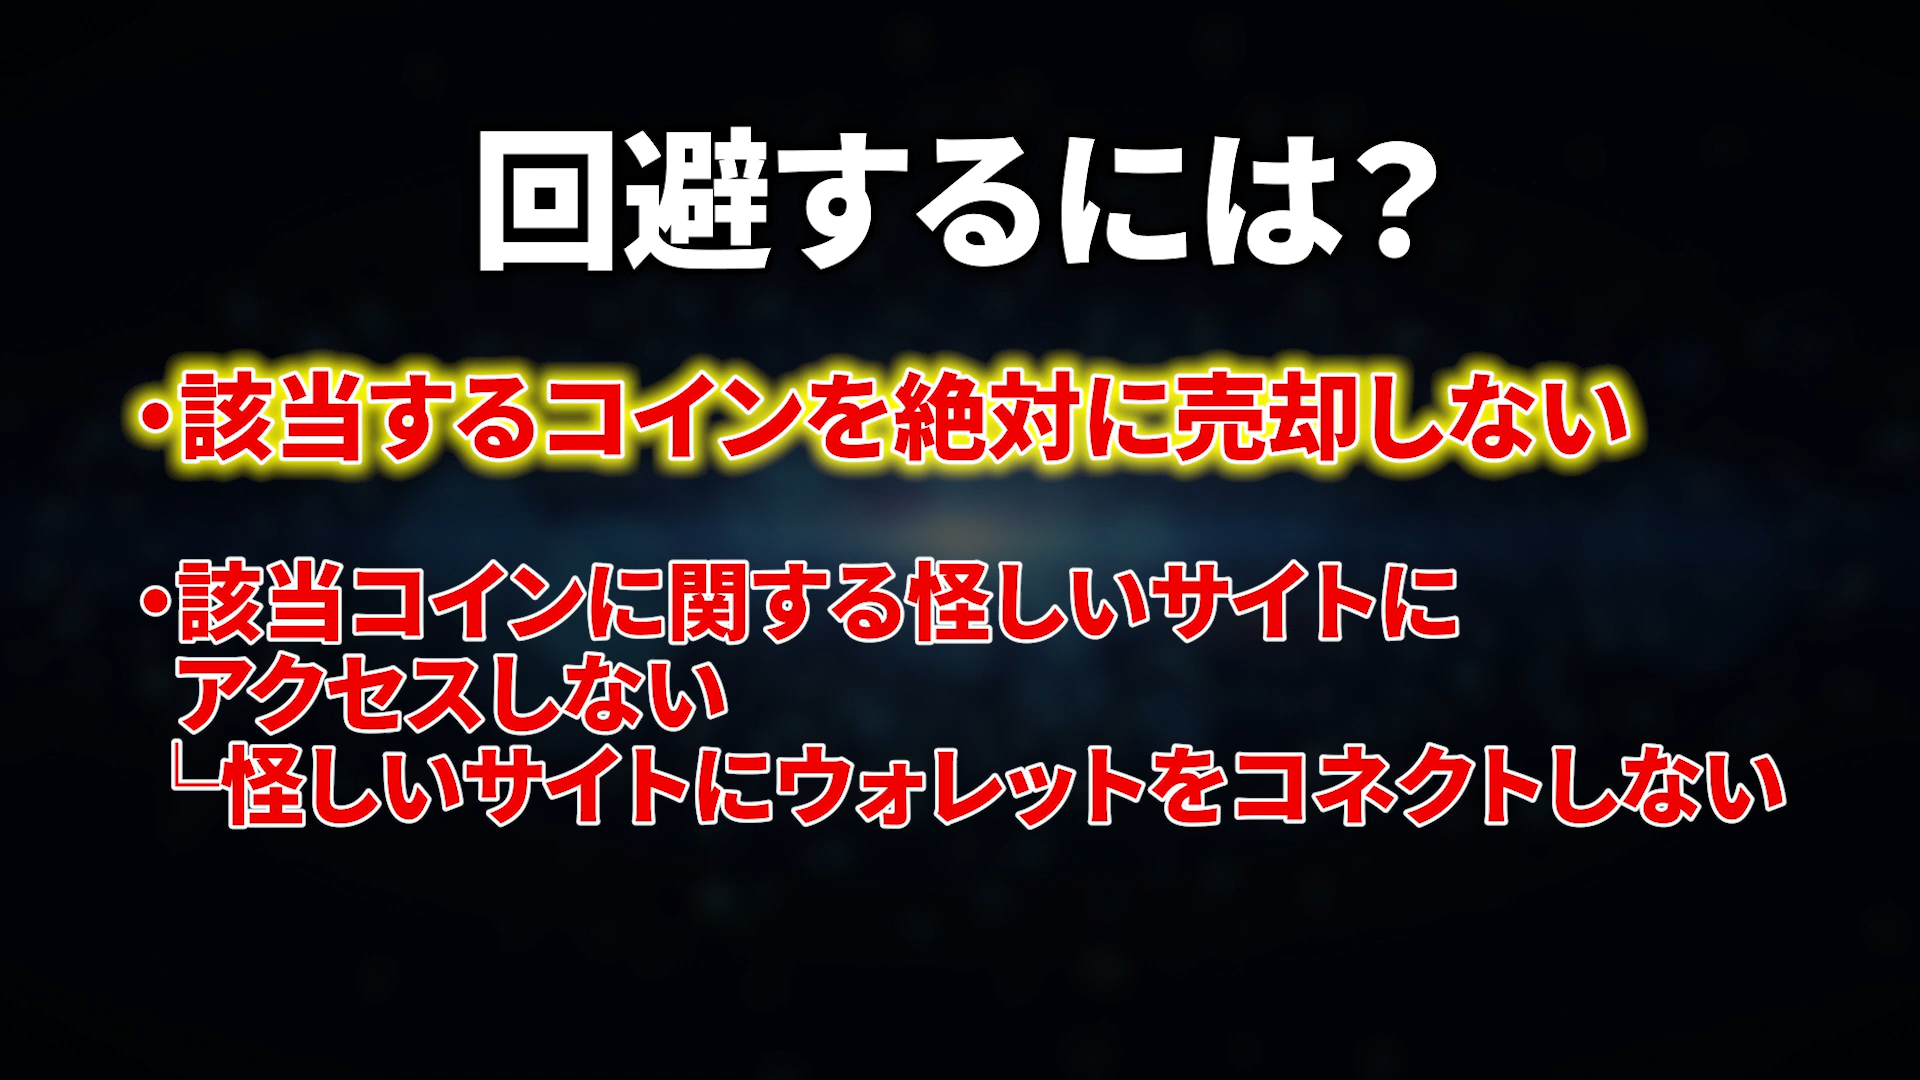 回避するには？
・該当するコインを絶対に売却しない
・該当コインに関する怪しいサイトに
アクセスしない
└怪しいサイトにウォレットをコネクトしない